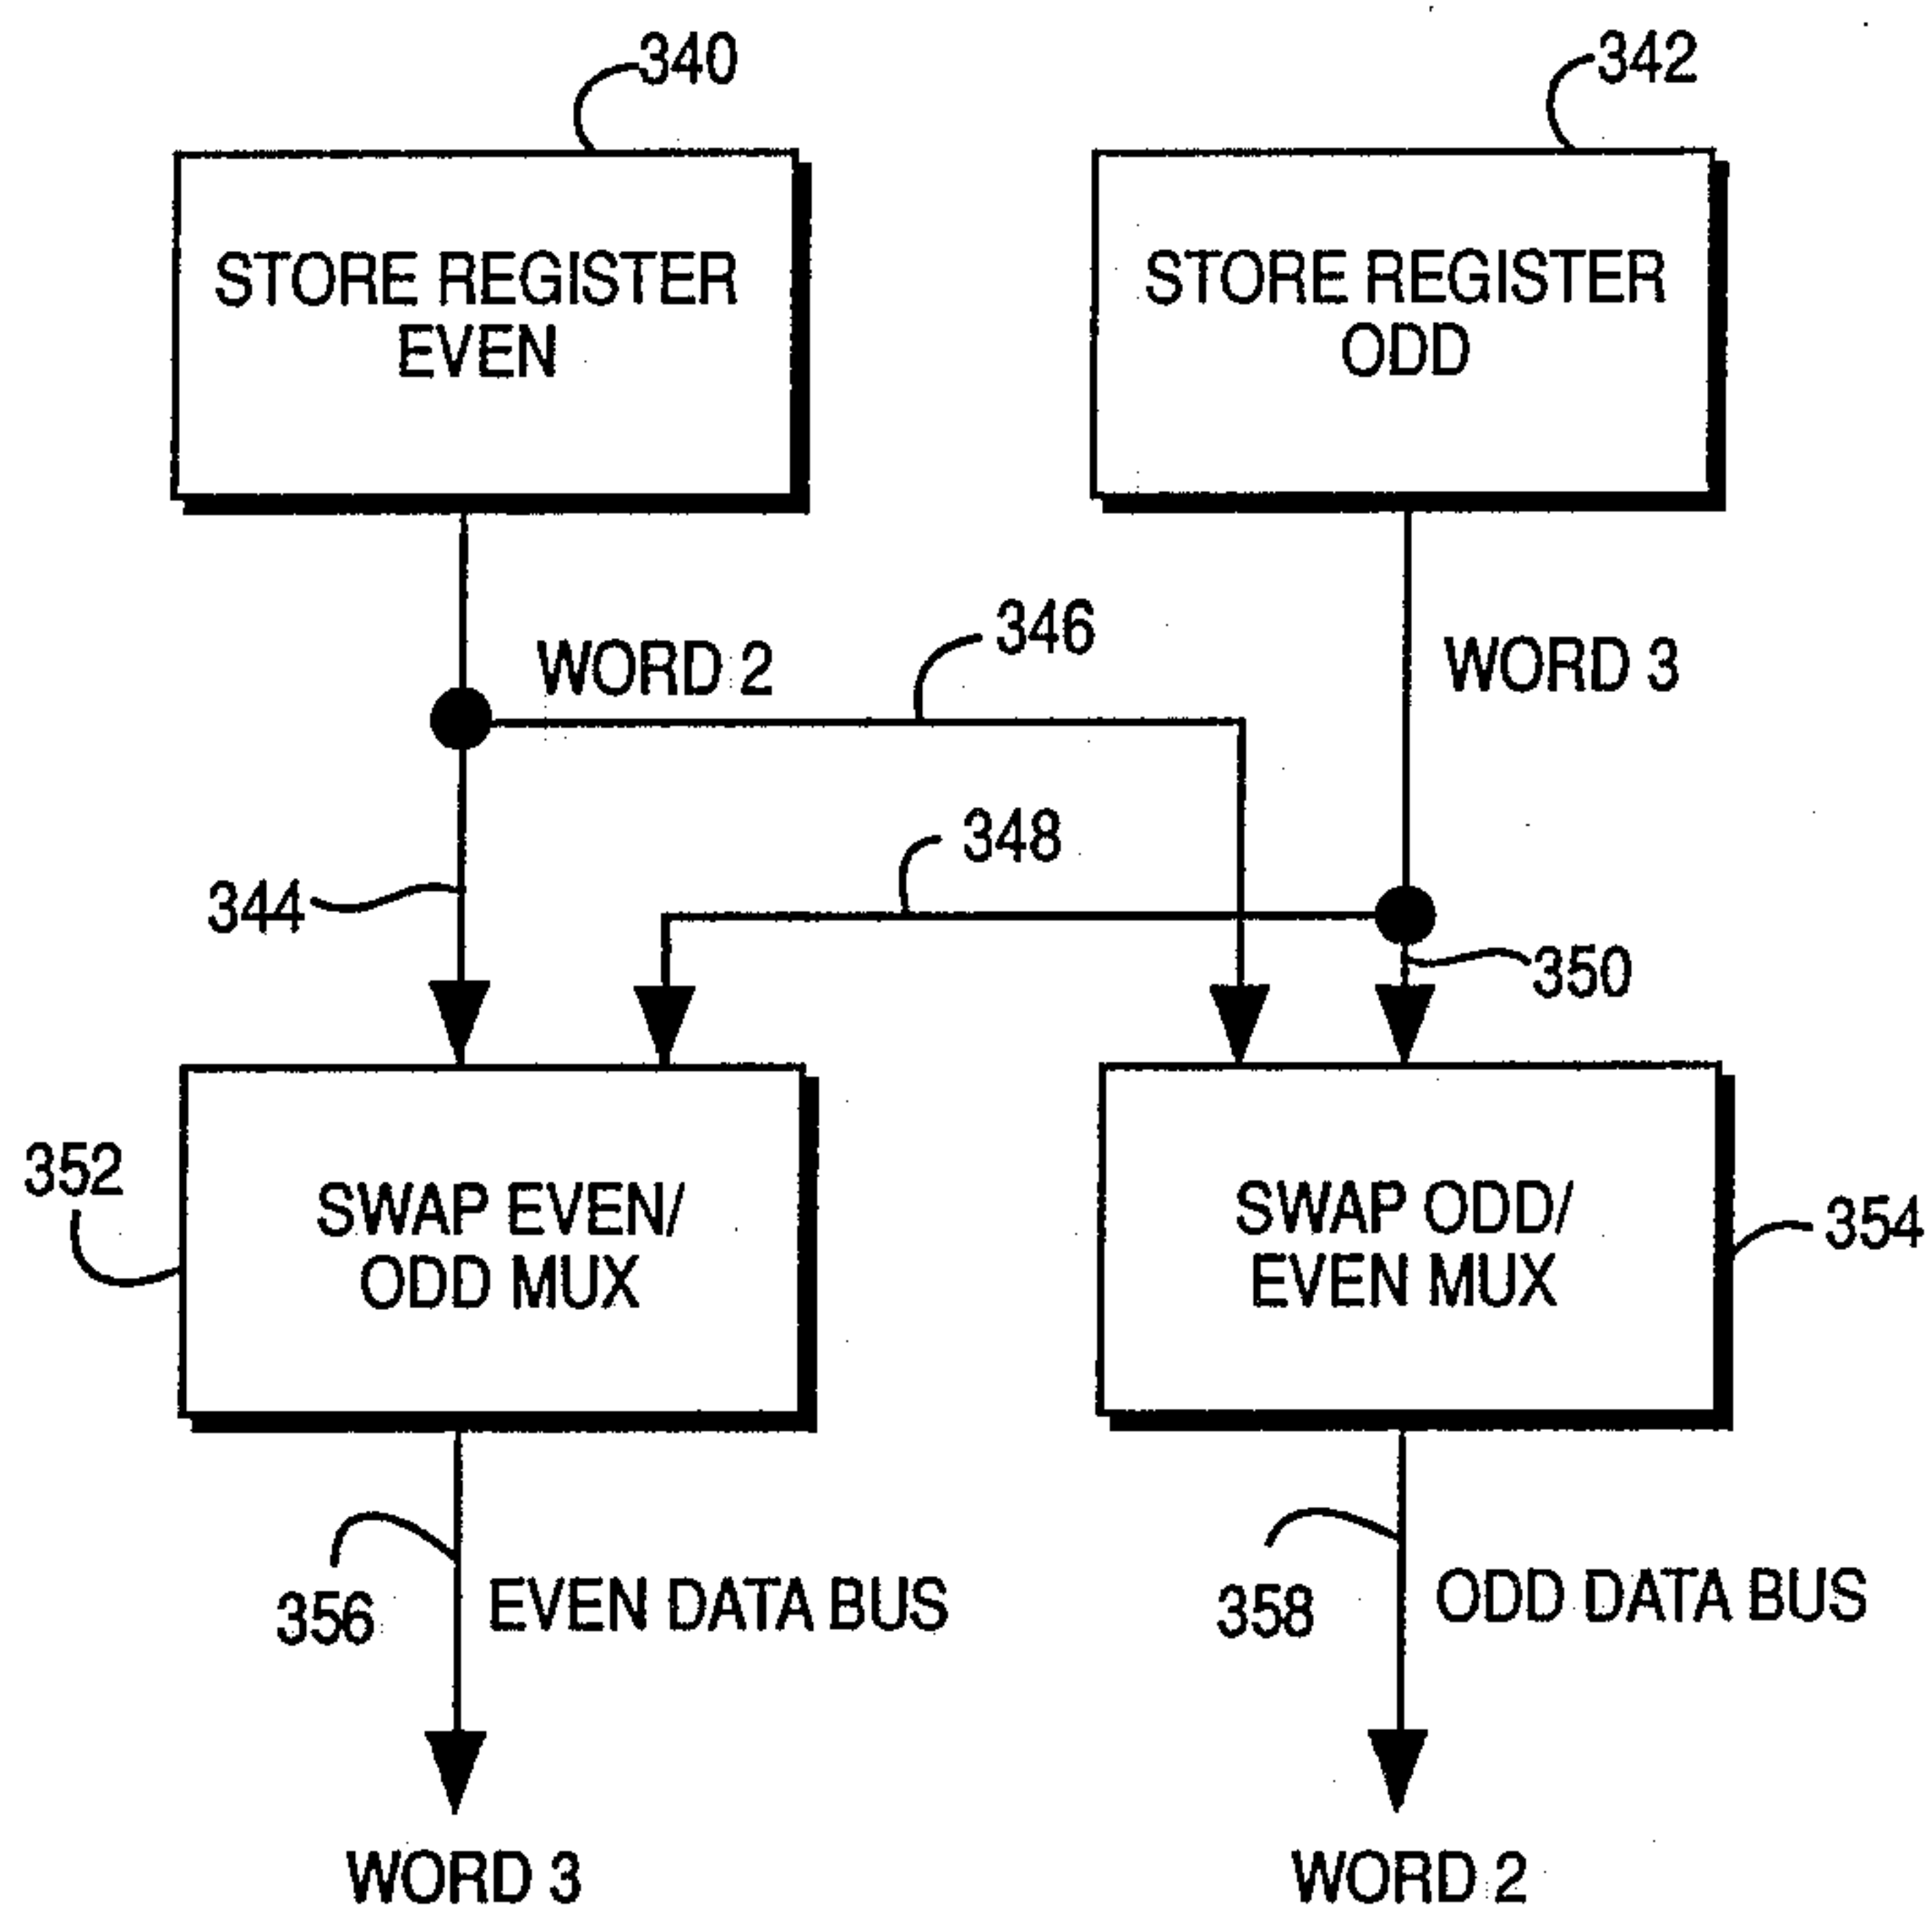 340
342
STORE REGISTER
EVEN
STORE REGISTER
ODD
346
WORD 2
WORD 3
348
344
350
352
SWAP EVEN/
ODD MUX
SWAP ODD/
EVEN MUX
354
356
EVEN DATA BUS
358
ODD DATA BUS
WORD 3
WORD 2